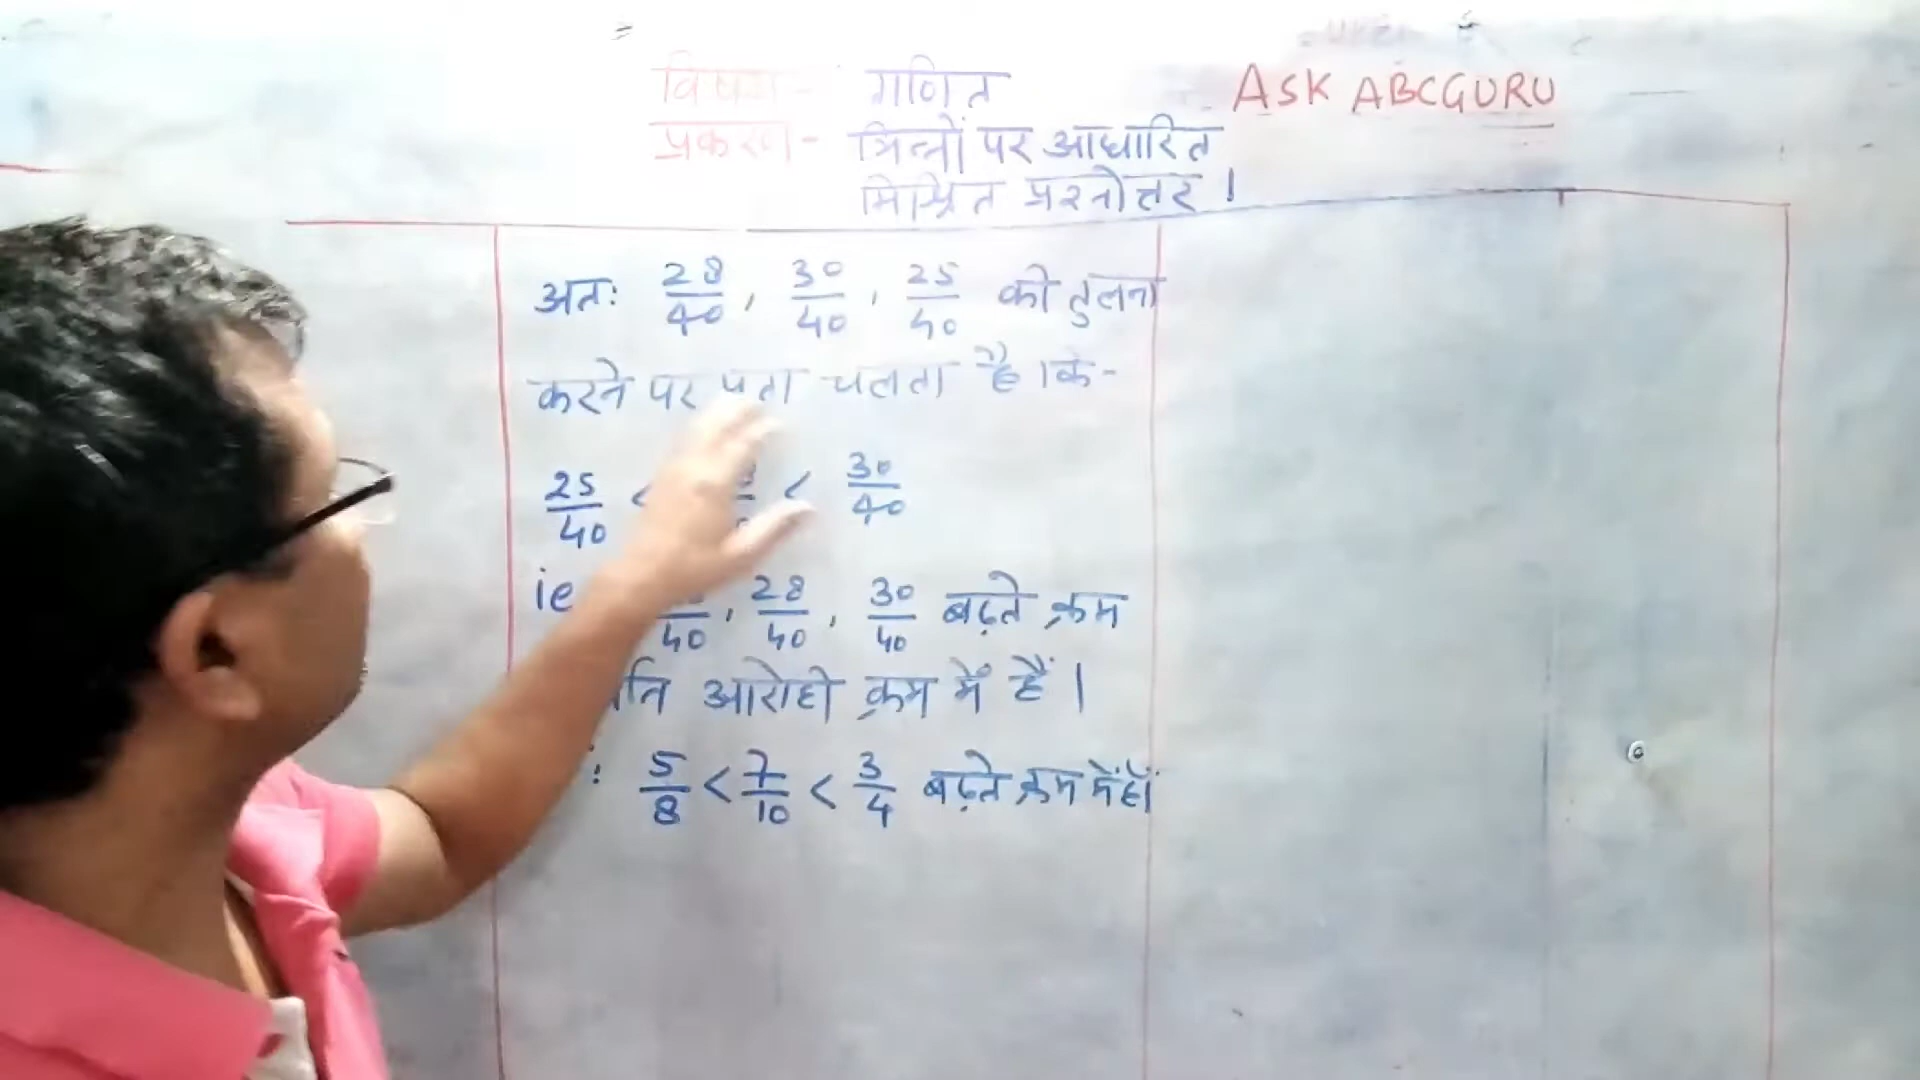 विषय - गणित
ASK ABCGURU
प्रकरण - भिन्नों पर आधारित
मिश्रित प्रश्नोत्तर ।
अतः 28/40, 30/40, 25/40 की तुलना
करने पर पता चलता है कि-
25/40 < < 30/40
ie 40, 28/40, 30/40 बढ़ते क्रम
आरोही क्रम में हैं |
: 5/8 < 7/10 < 3/4 बढ़ते क्रम में हैं